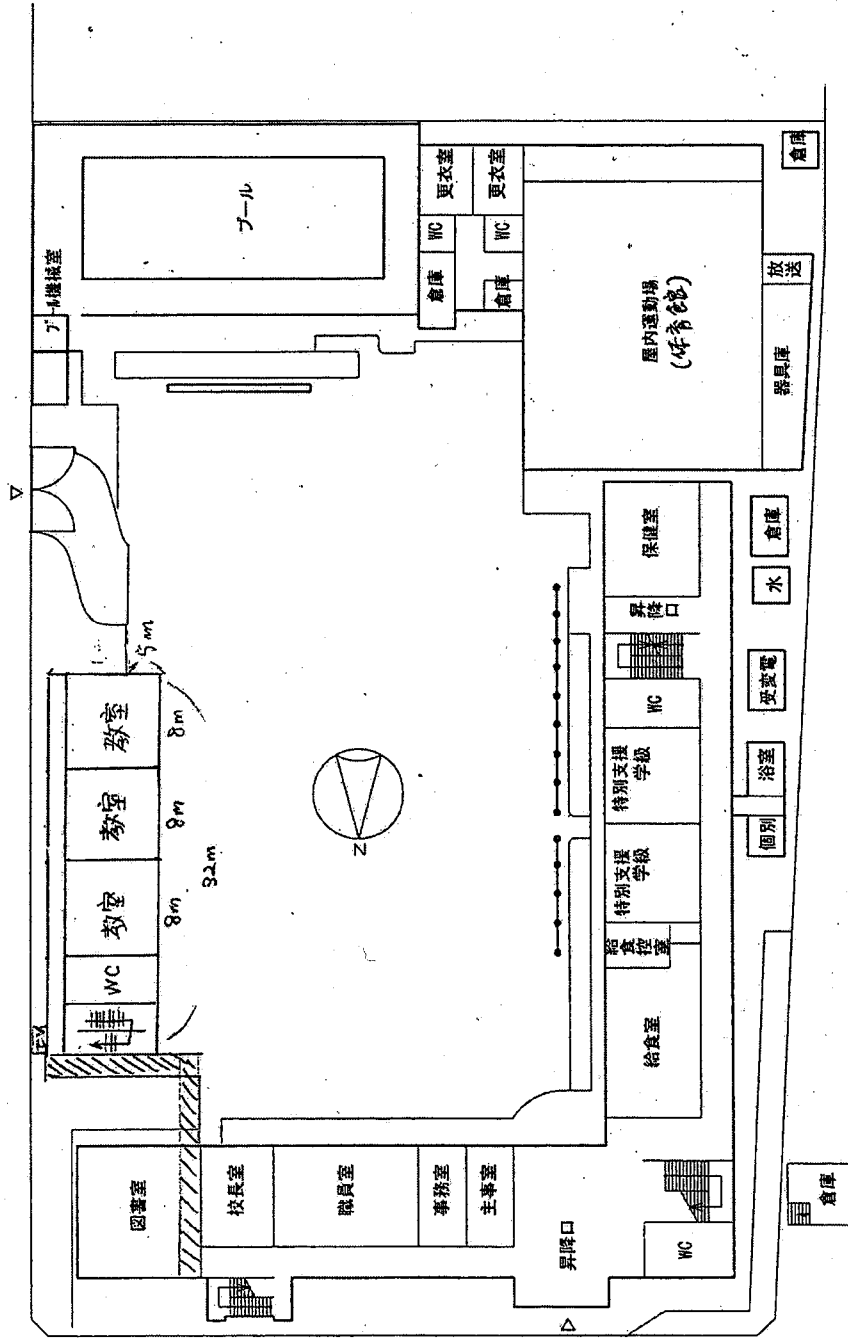 プール機械室
プール
更衣室
更衣室
WC
WC
倉庫
倉庫
屋内運動場
(体育館)
放送
器具庫
倉庫
5m
教室
8m
教室
8m
教室
8m
32m
WC
EV
N
保健室
昇降口
WC
特別支援
学級
特別支援
学級
給食控室
給食室
倉庫
水
受変電
浴室
個別
図書室
校長室
職員室
事務室
主事室
昇降口
WC
倉庫